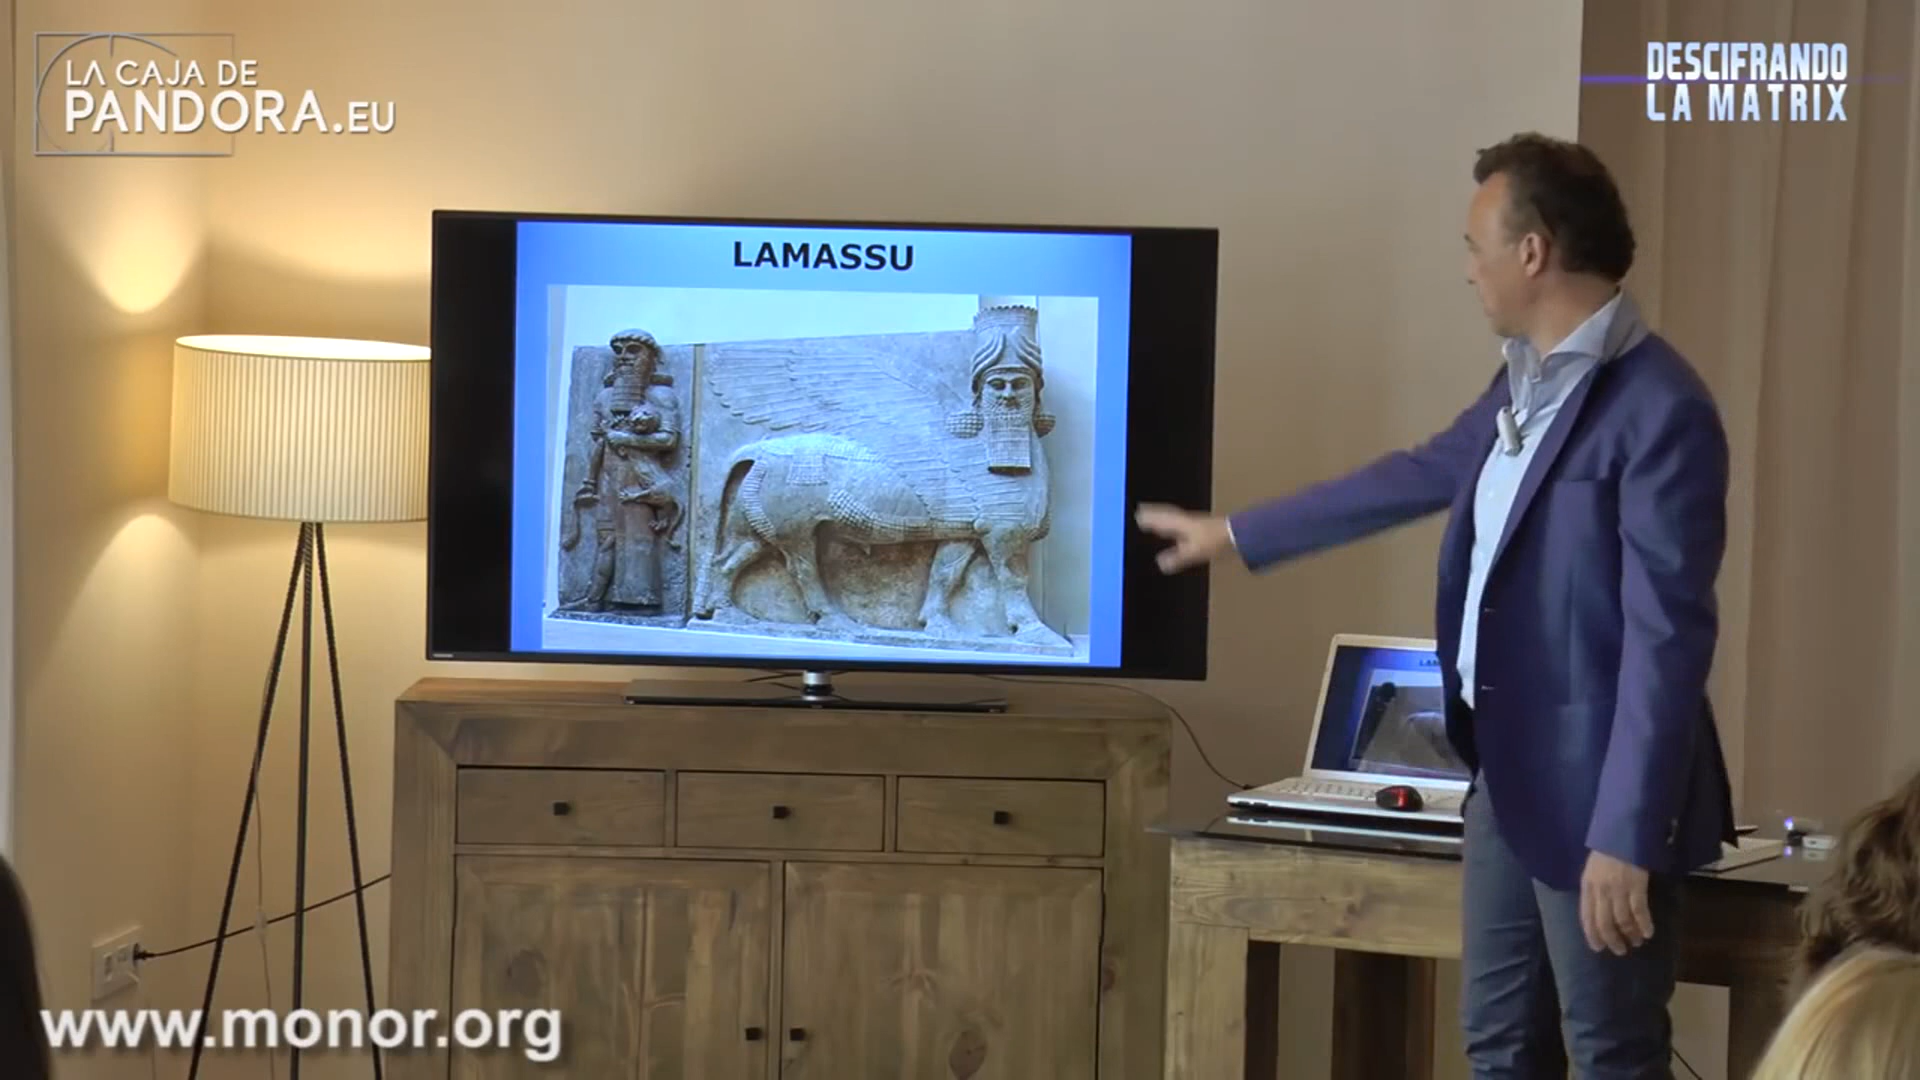 LA CAJA DE
PANDORA.EU
DESCIFRANDO
LA MATRIX
LAMASSU
www.monor.org